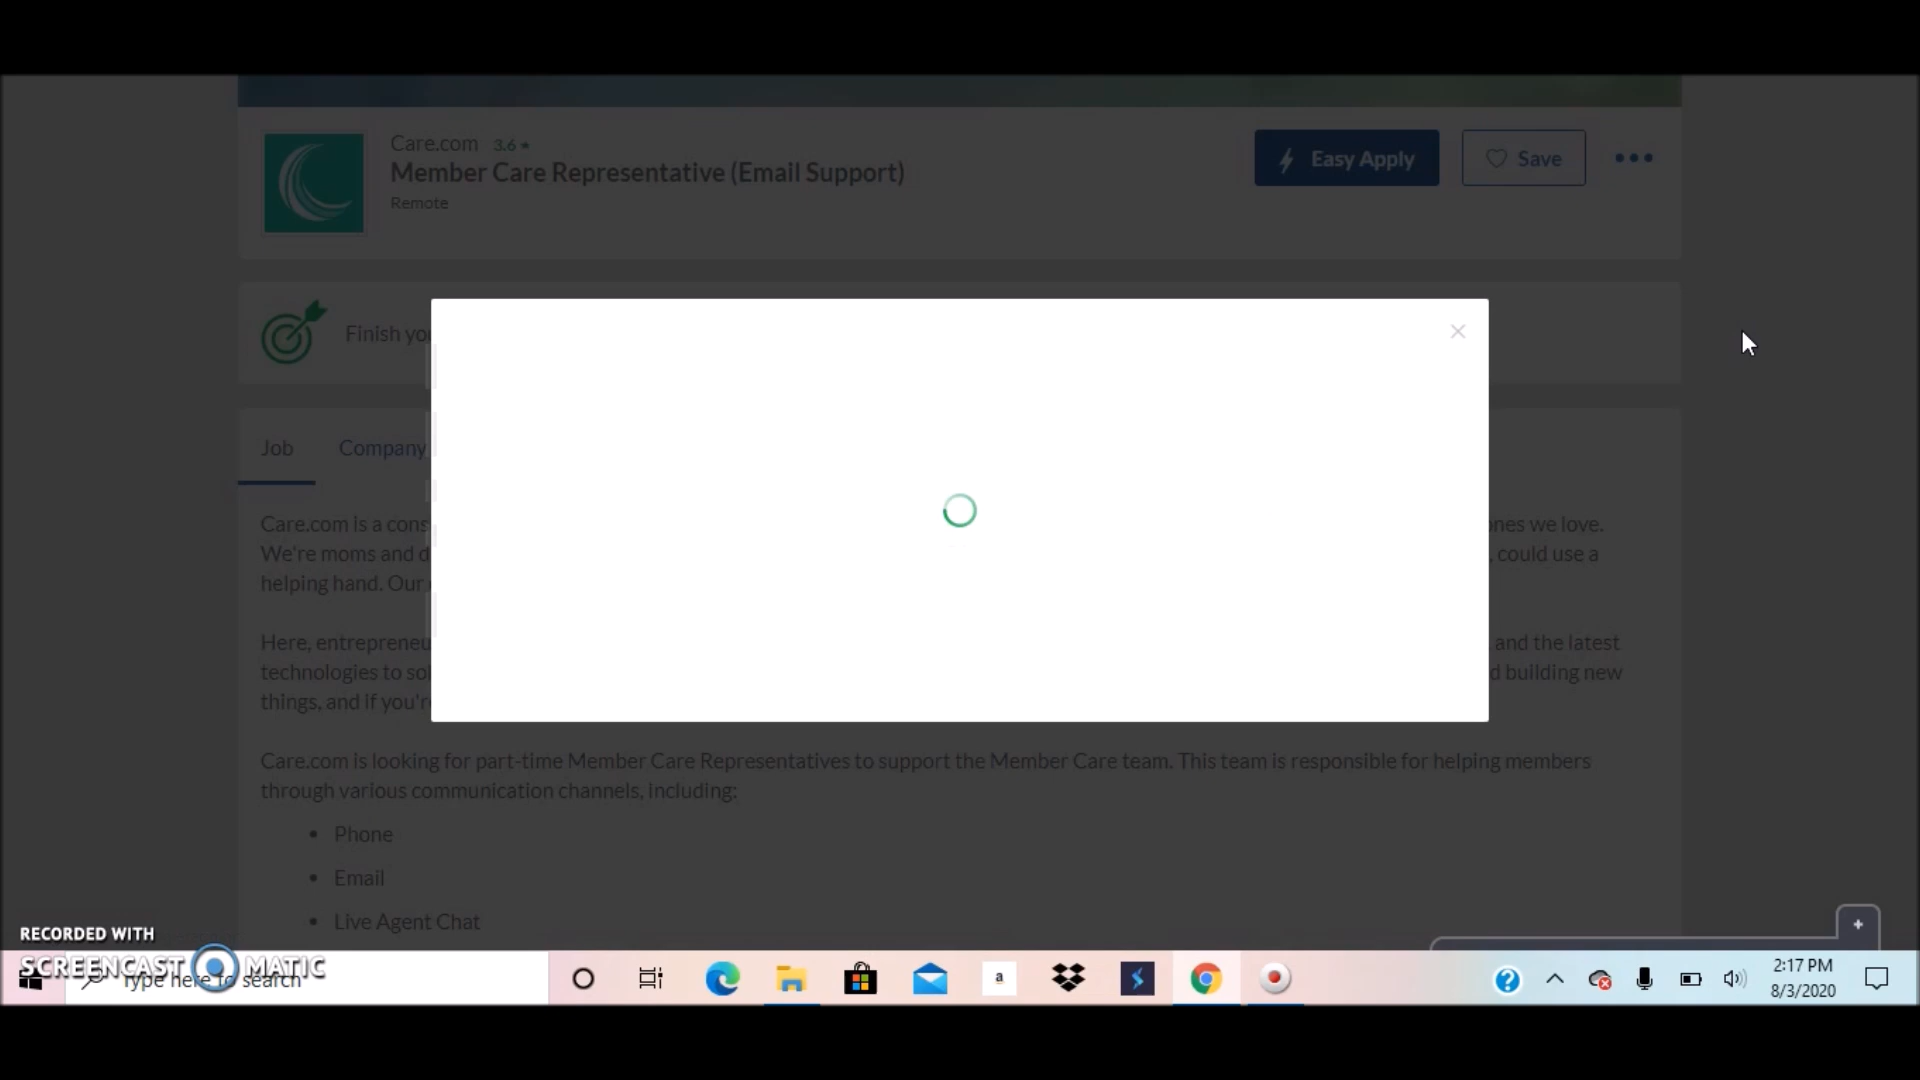 Care.com 3.6 ★
Member Care Representative (Email Support)
Remote
Easy Apply
Save
Finish you
Job Company
Care.com is a cons ones we love.
We're moms and d , could use a
helping hand. Our
Here, entrepreneu and the latest
technologies to sol d building new
things, and if you'r
Care.com is looking for part-time Member Care Representatives to support the Member Care team. This team is responsible for helping members
through various communication channels, including:
• Phone
• Email
• Live Agent Chat
RECORDED WITH
SCREENCAST MATIC
Type here to search
a
2:17 PM
8/3/2020